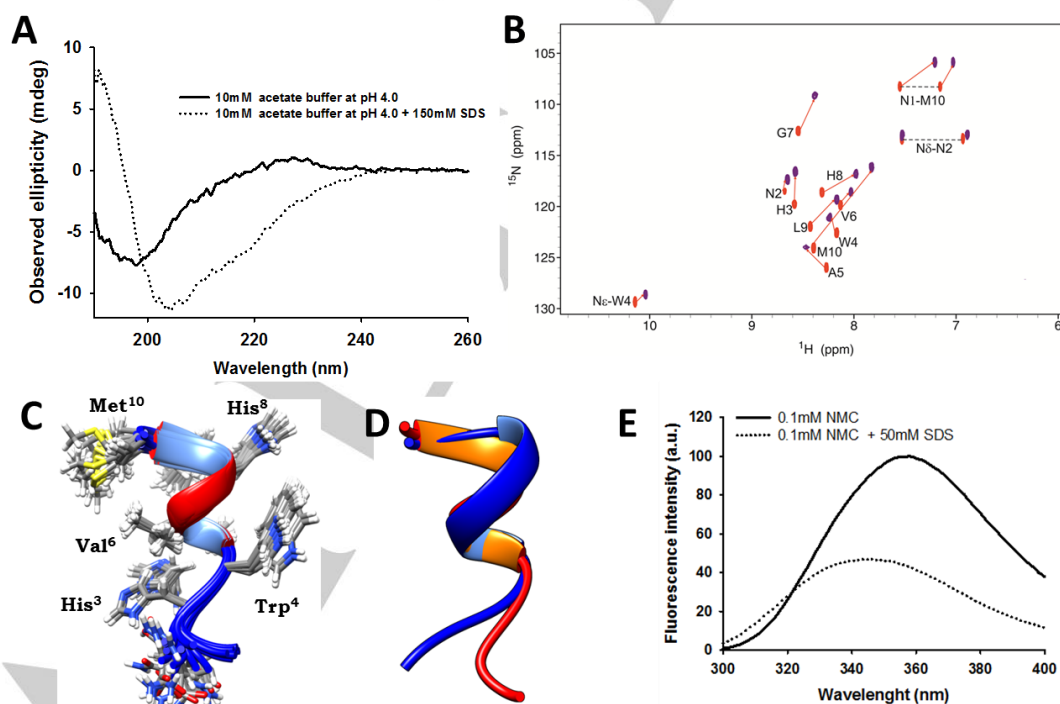 A
10
5
0
-5
-10
Observed ellipticity (mdeg)
10mM acetate buffer at pH 4.0
10mM acetate buffer at pH 4.0 + 150mM SDS
200
220
240
260
Wavelength (nm)
B
105
110
115
120
125
130
15N (ppm)
N1-M10
G7
Nδ-N2
H8
N2
H3
V6
L9
W4
M10
A5
Nε-W4
10
9
8
7
6
1H (ppm)
C
Met10
His8
Val6
His3
Trp4
D
E
0.1mM NMC
0.1mM NMC + 50mM SDS
120
100
80
60
40
20
0
Fluorescence intensity (a.u.)
300
320
340
360
380
400
Wavelenght (nm)